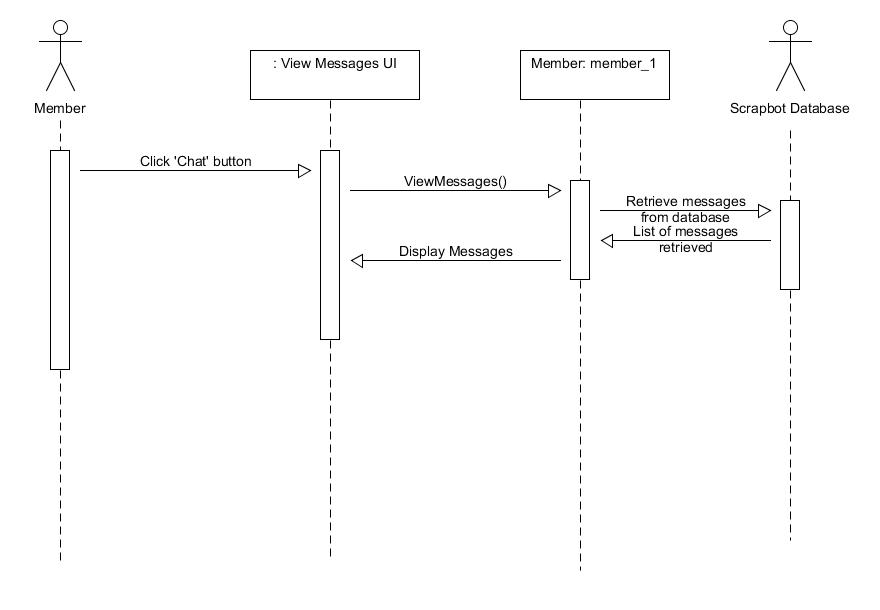 : View Messages UI
Member: member_1
Member
Scrapbot Database
Click 'Chat' button
ViewMessages()
Retrieve messages
from database
List of messages
retrieved
Display Messages